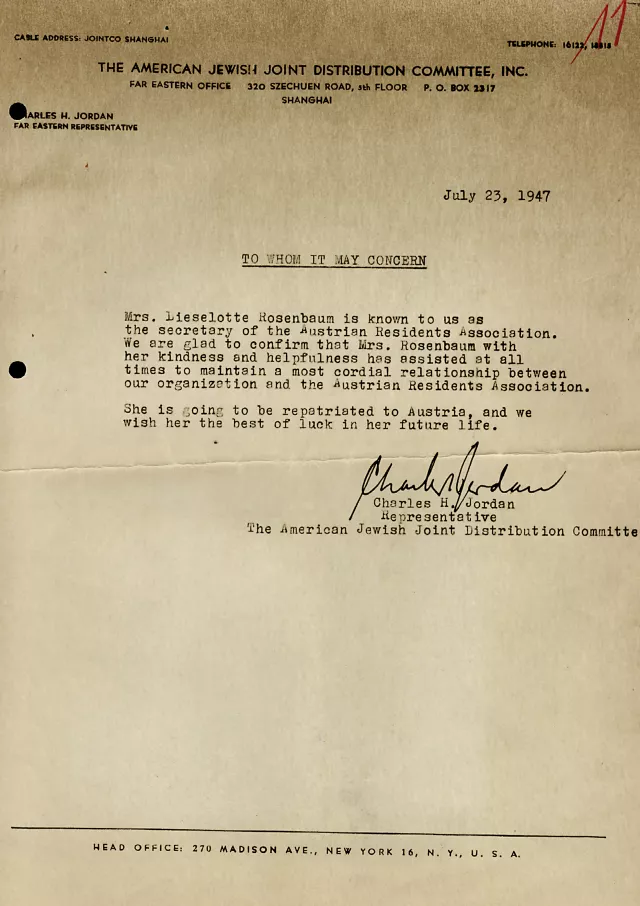 11
CABLE ADDRESS: JOINTCO SHANGHAI
TELEPHONE: 16122,
THE AMERICAN JEWISH JOINT DISTRIBUTION COMMITTEE, INC.
FAR EASTERN OFFICE 320 SZECHUEN ROAD, 5th FLOOR P. O. BOX 2317
SHANGHAI
ARLES H. JORDAN
FAR EASTERN REPRESENTATIVE
July 23, 1947
TO WHOM IT MAY CONCERN
Mrs. Lieselotte Rosenbaum is known to us as
the secretary of the Austrian Residents Association.
We are glad to confirm that Mrs. Rosenbaum with
her kindness and helpfulness has assisted at all
times to maintain a most cordial relationship between
our organization and the Austrian Residents Association.
She is going to be repatriated to Austria, and we
wish her the best of luck in her future life.
Charles Jordan
Charles H. Jordan
Representative
The American Jewish Joint Distribution Committe
HEAD OFFICE: 270 MADISON AVE., NEW YORK 16, N. Y., U. S. A.